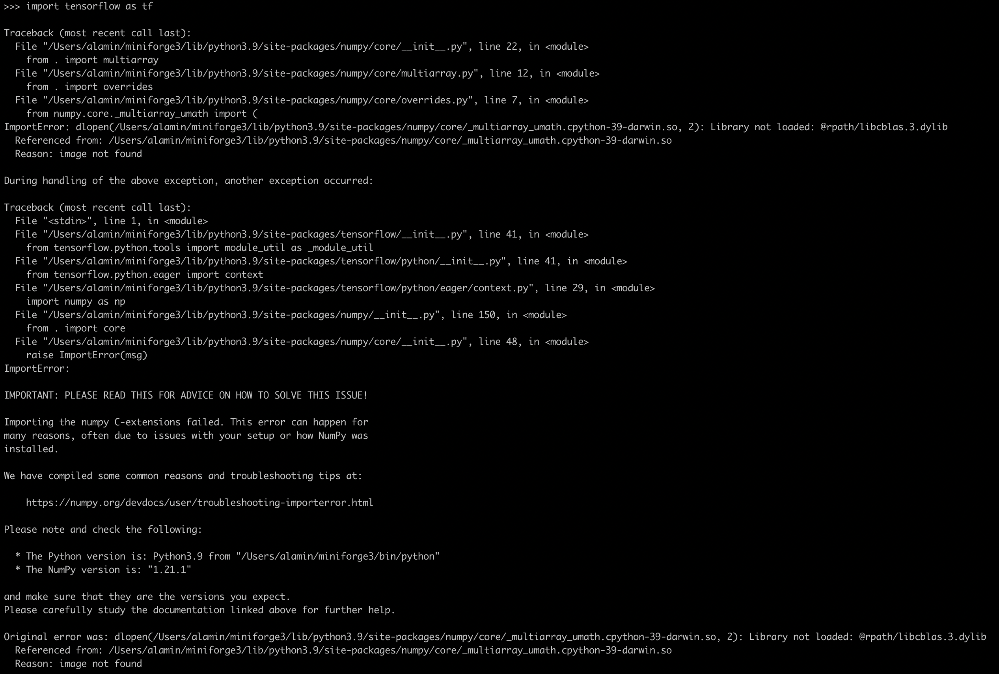 >>> import tensorflow as tf
Traceback (most recent call last):
  File "/Users/alamin/miniforge3/lib/python3.9/site-packages/numpy/core/__init__.py", line 22, in <module>
    from . import multiarray
  File "/Users/alamin/miniforge3/lib/python3.9/site-packages/numpy/core/multiarray.py", line 12, in <module>
    from . import overrides
  File "/Users/alamin/miniforge3/lib/python3.9/site-packages/numpy/core/overrides.py", line 7, in <module>
    from numpy.core._multiarray_umath import (
ImportError: dlopen(/Users/alamin/miniforge3/lib/python3.9/site-packages/numpy/core/_multiarray_umath.cpython-39-darwin.so, 2): Library not loaded: @rpath/libcblas.3.dylib
  Referenced from: /Users/alamin/miniforge3/lib/python3.9/site-packages/numpy/core/_multiarray_umath.cpython-39-darwin.so
  Reason: image not found
During handling of the above exception, another exception occurred:
Traceback (most recent call last):
  File "<stdin>", line 1, in <module>
  File "/Users/alamin/miniforge3/lib/python3.9/site-packages/tensorflow/__init__.py", line 41, in <module>
    from tensorflow.python.tools import module_util as _module_util
  File "/Users/alamin/miniforge3/lib/python3.9/site-packages/tensorflow/python/__init__.py", line 41, in <module>
    from tensorflow.python.eager import context
  File "/Users/alamin/miniforge3/lib/python3.9/site-packages/tensorflow/python/eager/context.py", line 29, in <module>
    import numpy as np
  File "/Users/alamin/miniforge3/lib/python3.9/site-packages/numpy/__init__.py", line 150, in <module>
    from . import core
  File "/Users/alamin/miniforge3/lib/python3.9/site-packages/numpy/core/__init__.py", line 48, in <module>
    raise ImportError(msg)
ImportError:
IMPORTANT: PLEASE READ THIS FOR ADVICE ON HOW TO SOLVE THIS ISSUE!
Importing the numpy C-extensions failed. This error can happen for
many reasons, often due to issues with your setup or how NumPy was
installed.
We have compiled some common reasons and troubleshooting tips at:
    https://numpy.org/devdocs/user/troubleshooting-importerror.html
Please note and check the following:
  * The Python version is: Python3.9 from "/Users/alamin/miniforge3/bin/python"
  * The NumPy version is: "1.21.1"
and make sure that they are the versions you expect.
Please carefully study the documentation linked above for further help.
Original error was: dlopen(/Users/alamin/miniforge3/lib/python3.9/site-packages/numpy/core/_multiarray_umath.cpython-39-darwin.so, 2): Library not loaded: @rpath/libcblas.3.dylib
  Referenced from: /Users/alamin/miniforge3/lib/python3.9/site-packages/numpy/core/_multiarray_umath.cpython-39-darwin.so
  Reason: image not found